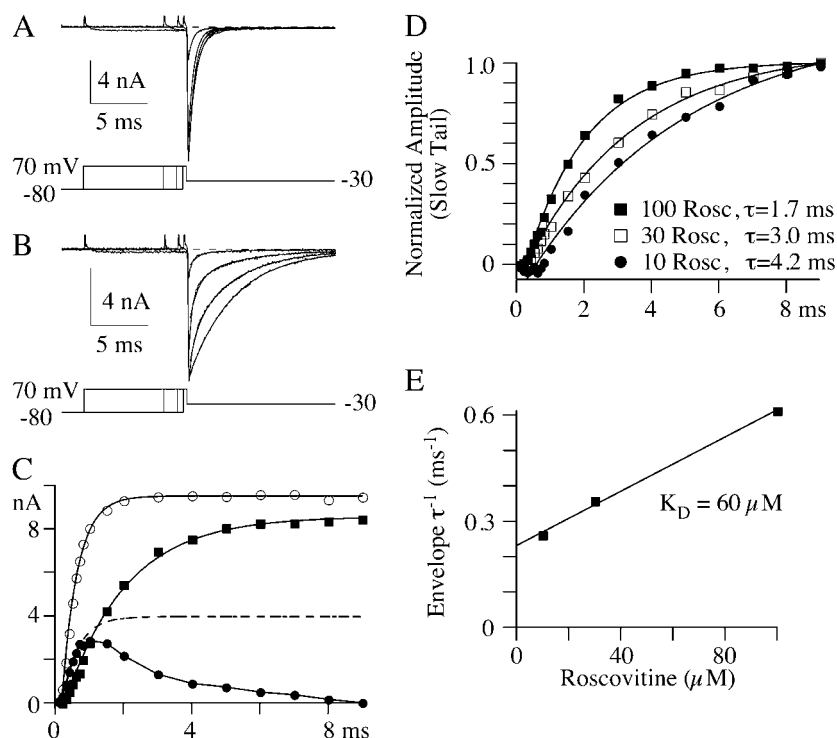 A
4 nA
5 ms
70 mV
-80
-30
B
4 nA
5 ms
70 mV
-80
-30
C
nA
8
4
0
0
4
8 ms
D
Normalized Amplitude
((Slow Tail)
1.0
0.5
0
100 Rosc, τ=1.7 ms
30 Rosc, τ=3.0 ms
10 Rosc, τ=4.2 ms
0
2
4
6
8 ms
E
Envelope τ⁻¹ (ms⁻¹)
0.6
0.3
0
K_D = 60 µM
0
40
80
Roscovitine (µM)